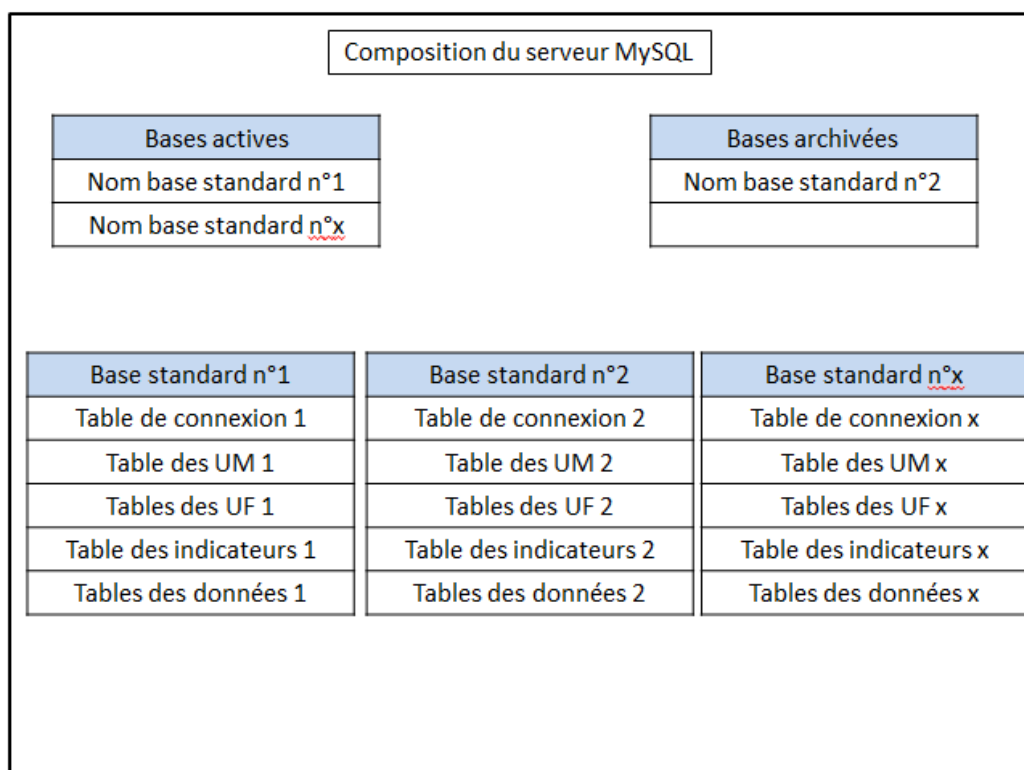 Composition du serveur MySQL
Bases actives
Nom base standard n°1
Nom base standard n°x
Bases archivées
Nom base standard n°2
Base standard n°1
Table de connexion 1
Table des UM 1
Tables des UF 1
Table des indicateurs 1
Tables des données 1
Base standard n°2
Table de connexion 2
Table des UM 2
Tables des UF 2
Table des indicateurs 2
Tables des données 2
Base standard n°x
Table de connexion x
Table des UM x
Tables des UF x
Table des indicateurs x
Tables des données x